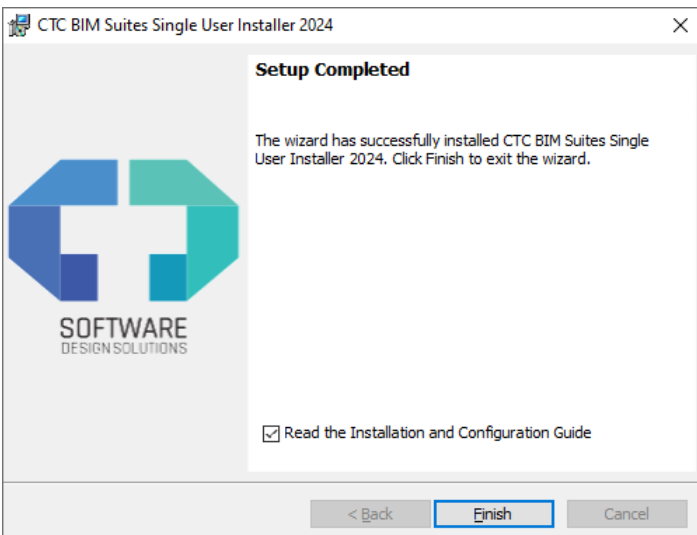 CTC BIM Suites Single User Installer 2024
Setup Completed
The wizard has successfully installed CTC BIM Suites Single
User Installer 2024. Click Finish to exit the wizard.
SOFTWARE
DESIGN SOLUTIONS
Read the Installation and Configuration Guide
< Back
Finish
Cancel